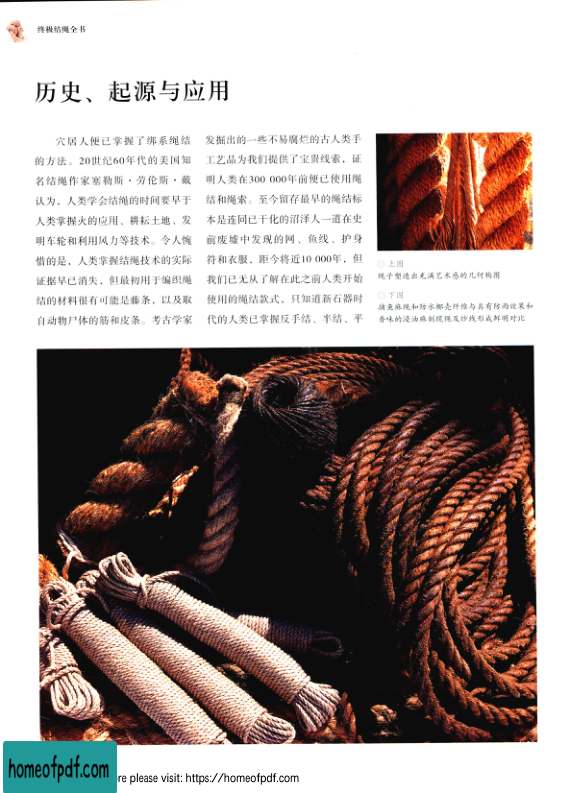 终极结绳全书
历史、起源与应用
穴居人便已掌握了绑系绳结
的方法。20世纪60年代的美国知
名结绳作家塞勒斯·劳伦斯·戴
认为，人类学会结绳的时间要早于
人类掌握火的应用、耕耘土地、发
明车轮和利用风力等技术。令人惋
惜的是，人类掌握结绳技术的实际
证据早已消失，但最初用于编织绳
结的材料很有可能是藤条，以及取
自动物尸体的筋和皮条。考古学家
发掘出的一些不易腐烂的古人类手
工艺品为我们提供了宝贵线索，证
明人类在300 000年前便已使用绳
结和绳索。至今留存最早的绳结标
本是连同已干化的沼泽人一道在史
前废墟中发现的网、鱼线、护身
符和衣服，距今将近10 000年，但
我们已无从了解在此之前人类开始
使用的绳结款式，只知道新石器时
代的人类已掌握反手结、半结、平
◎ 上图
绳子塑造出充满艺术感的几何构图
◎ 下图
捕鱼麻绳和防水椰壳纤维与具有防雨效果和
香味的浸油麻制缆绳及纱线形成鲜明对比
homeofpdf.com
re please visit: https://homeofpdf.com